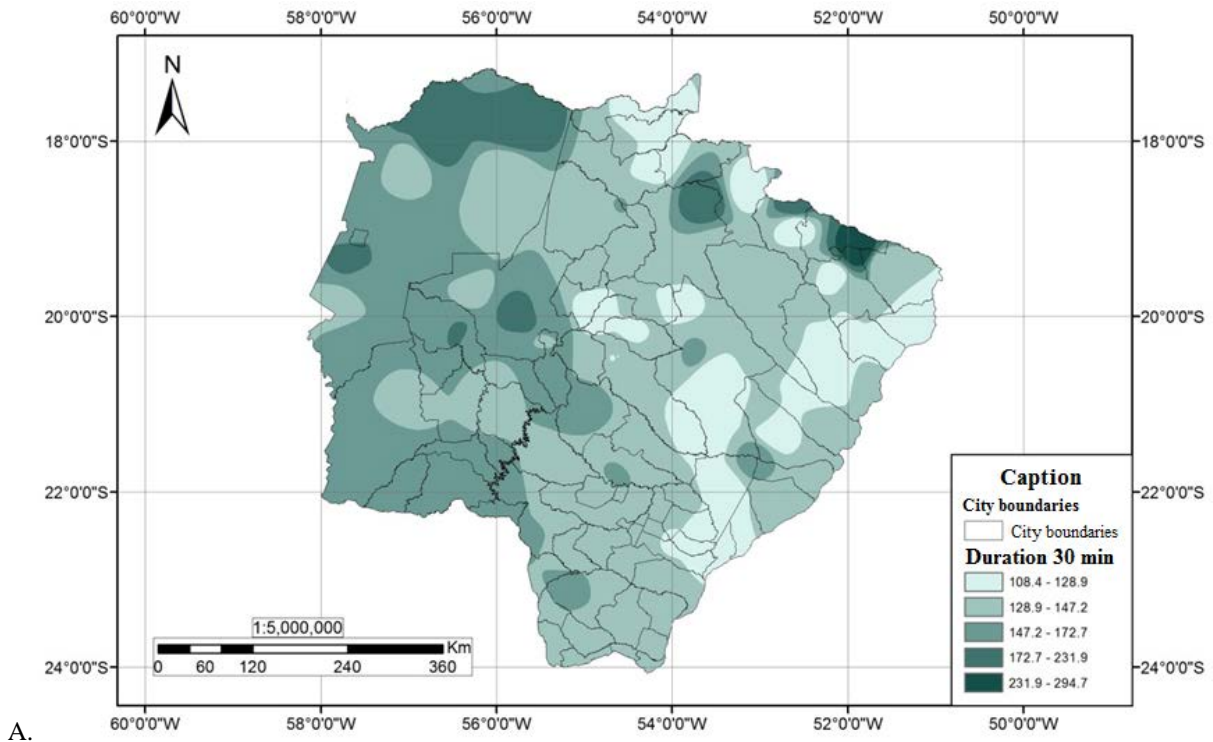 60°0'0"W 58°0'0"W 56°0'0"W 54°0'0"W 52°0'0"W 50°0'0"W
N
18°0'0"S 18°0'0"S
20°0'0"S 20°0'0"S
22°0'0"S 22°0'0"S
24°0'0"S 24°0'0"S
Caption
City boundaries
City boundaries
Duration 30 min
108.4 - 128.9
128.9 - 147.2
147.2 - 172.7
172.7 - 231.9
231.9 - 294.7
1:5,000,000
Km
0 60 120 240 360
60°0'0"W 58°0'0"W 56°0'0"W 54°0'0"W 52°0'0"W 50°0'0"W
A.